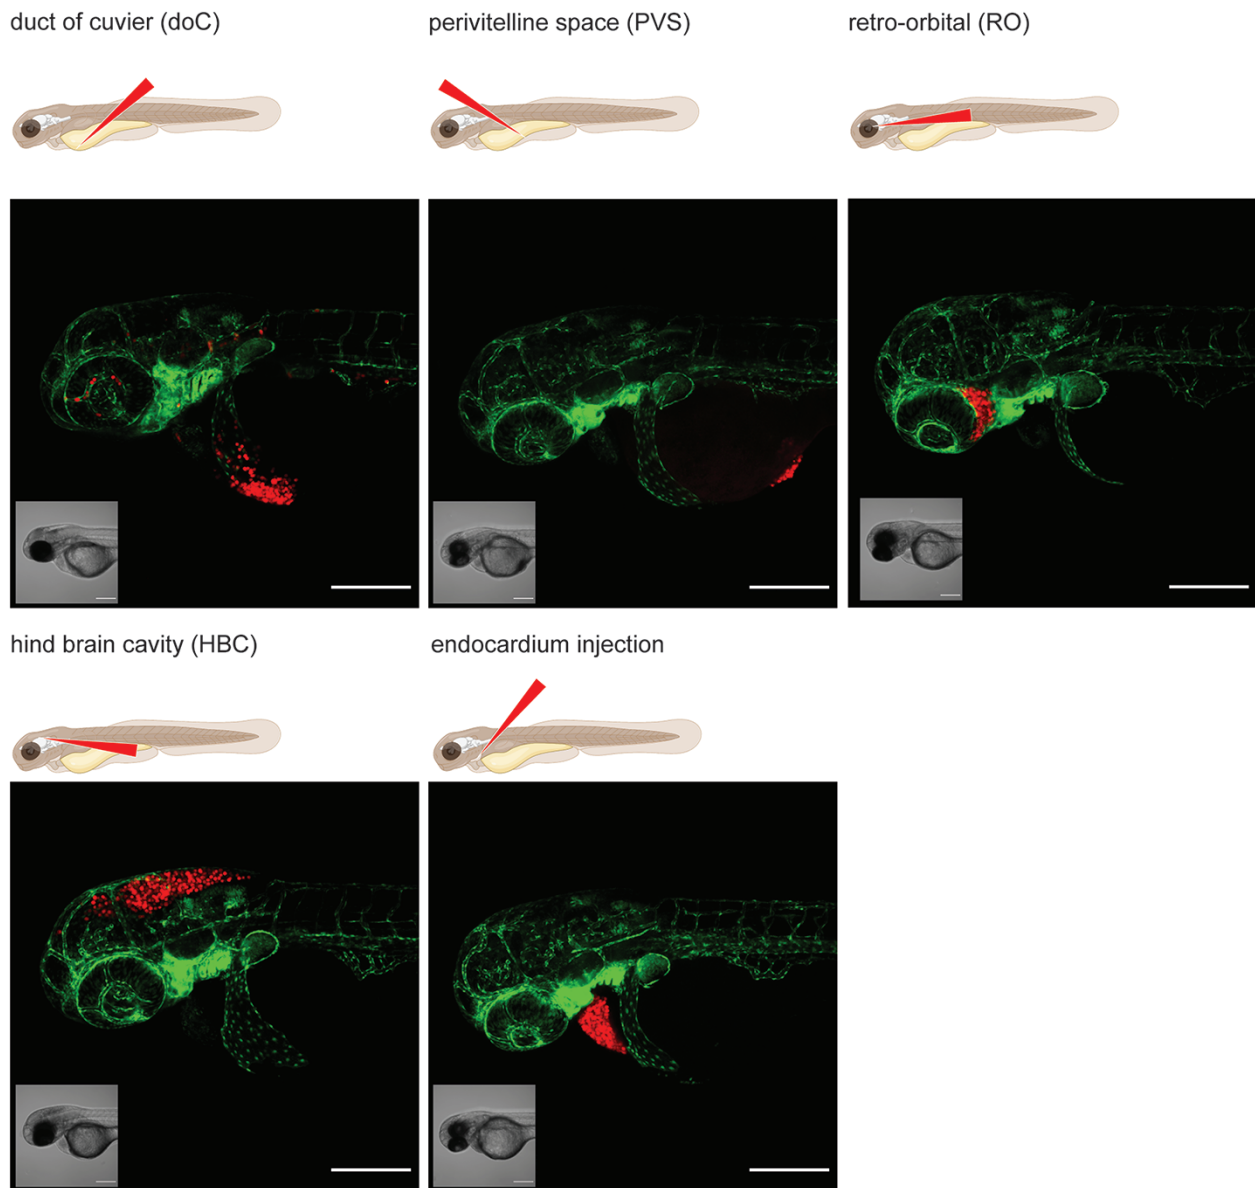 duct of cuvier (doC)
perivitelline space (PVS)
retro-orbital (RO)
hind brain cavity (HBC)
endocardium injection